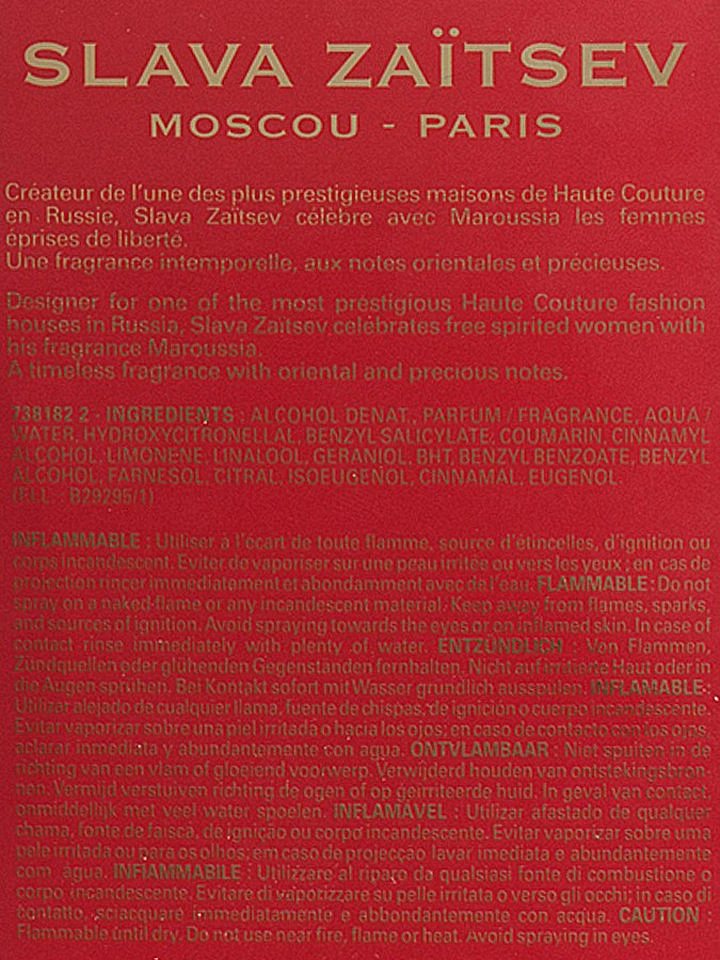 SLAVA ZAÏTSEV
MOSCOU - PARIS
Créateur de l'une des plus prestigieuses maisons de Haute Couture
en Russie, Slava Zaïtsev célèbre avec Maroussia les femmes
éprises de liberté.
Une fragrance intemporelle, aux notes orientales et précieuses.
Designer for one of the most prestigious Haute Couture fashion
houses in Russia, Slava Zaïtsev celebrates free spirited women with
his fragrance Maroussia.
A timeless fragrance with oriental and precious notes.
738182 2 - INGREDIENTS : ALCOHOL DENAT., PARFUM / FRAGRANCE, AQUA /
WATER, HYDROXYCITRONELLAL, BENZYL SALICYLATE, COUMARIN, CINNAMYL
ALCOHOL, LIMONENE, LINALOOL, GERANIOL, BHT, BENZYL BENZOATE, BENZYL
ALCOHOL, FARNESOL, CITRAL, ISOEUGENOL, CINNAMAL, EUGENOL.
(F.I.L. : B29295/1)
INFLAMMABLE : Utiliser à l'écart de toute flamme, source d'étincelles, d'ignition ou
corps incandescent. Eviter de vaporiser sur une peau irritée ou vers les yeux ; en cas de
projection rincer immediatement et abondamment avec de l'eau. FLAMMABLE : Do not
spray on a naked flame or any incandescent material. Keep away from flames, sparks,
and sources of ignition. Avoid spraying towards the eyes or on inflamed skin. In case of
contact rinse immediately with plenty of water. ENTZÜNDLICH : Von Flammen,
Zündquellen oder glühenden Gegenständen fernhalten. Nicht auf irritierte Haut oder in
die Augen sprühen. Bei Kontakt sofort mit Wasser grundlich ausspulen. INFLAMABLE :
Utilizar alejado de cualquier llama, fuente de chispas, de ignición o cuerpo incandescente.
Evitar vaporizar sobre una piel irritada o hacia los ojos; en caso de contacto con los ojos,
aclarar inmediata y abundantemente con agua. ONTVLAMBAAR : Niet spuiten in de
richting van een vlam of gloeiend voorwerp. Verwijderd houden van ontstekingsbron-
nen. Vermijd verstuiven richting de ogen of op geïrriteerde huid. In geval van contact,
onmiddellijk met veel water spoelen. INFLAMÁVEL : Utilizar afastado de qualquer
chama, fonte de faisca, de ignição ou corpo incandescente. Evitar vaporizar sobre uma
pele irritada ou para os olhos; em caso de projecção lavar imediata e abundantemente
com agua. INFIAMMABILE : Utilizzare al riparo da qualsiasi fonte di combustione o
corpo incandescente. Evitare di vaporizzare su pelle irritata o verso gli occhi; in caso di
contatto, sciacquare immediatamente e abbondantemente con acqua. CAUTION :
Flammable until dry. Do not use near fire, flame or heat. Avoid spraying in eyes.